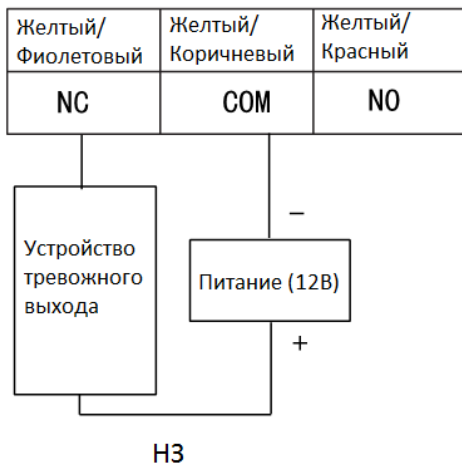 Желтый/
Фиолетовый
Желтый/
Коричневый
Желтый/
Красный
NC
COM
NO
Устройство
тревожного
выхода
−
Питание (12В)
+
НЗ